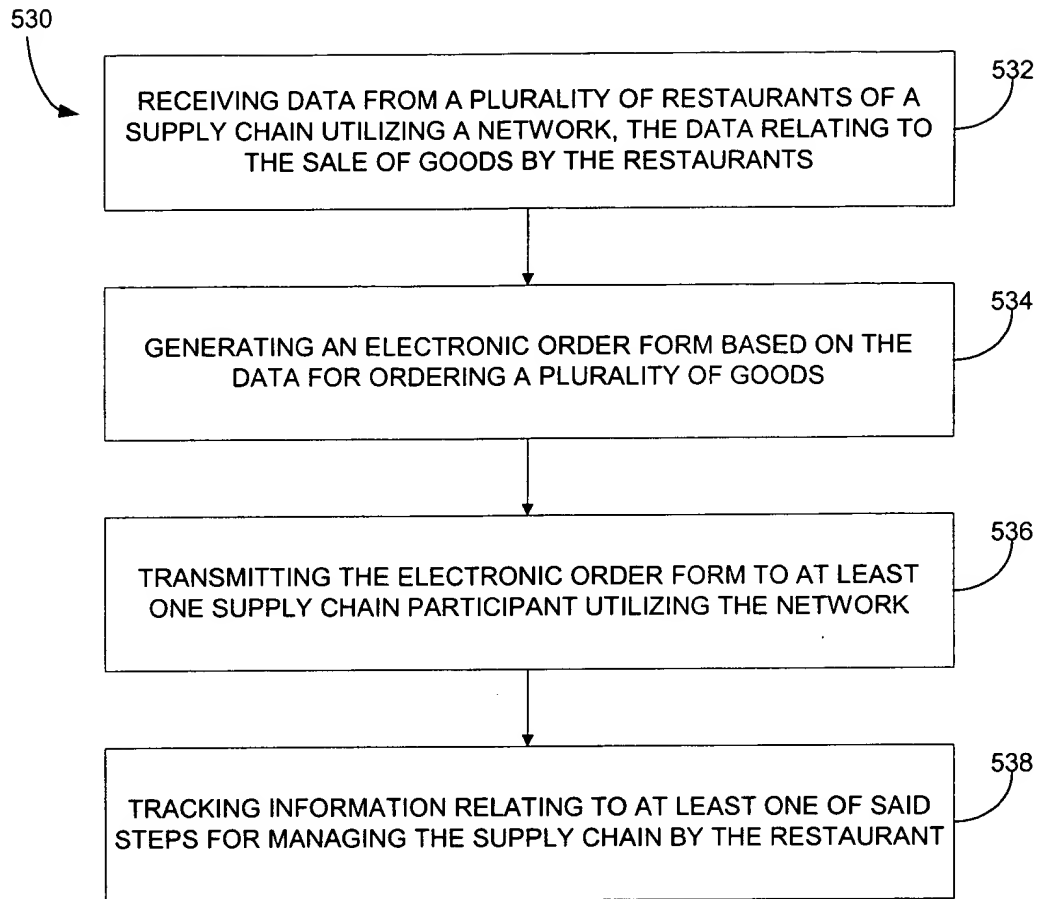 530
532
RECEIVING DATA FROM A PLURALITY OF RESTAURANTS OF A
SUPPLY CHAIN UTILIZING A NETWORK, THE DATA RELATING TO
THE SALE OF GOODS BY THE RESTAURANTS
534
GENERATING AN ELECTRONIC ORDER FORM BASED ON THE
DATA FOR ORDERING A PLURALITY OF GOODS
536
TRANSMITTING THE ELECTRONIC ORDER FORM TO AT LEAST
ONE SUPPLY CHAIN PARTICIPANT UTILIZING THE NETWORK
538
TRACKING INFORMATION RELATING TO AT LEAST ONE OF SAID
STEPS FOR MANAGING THE SUPPLY CHAIN BY THE RESTAURANT